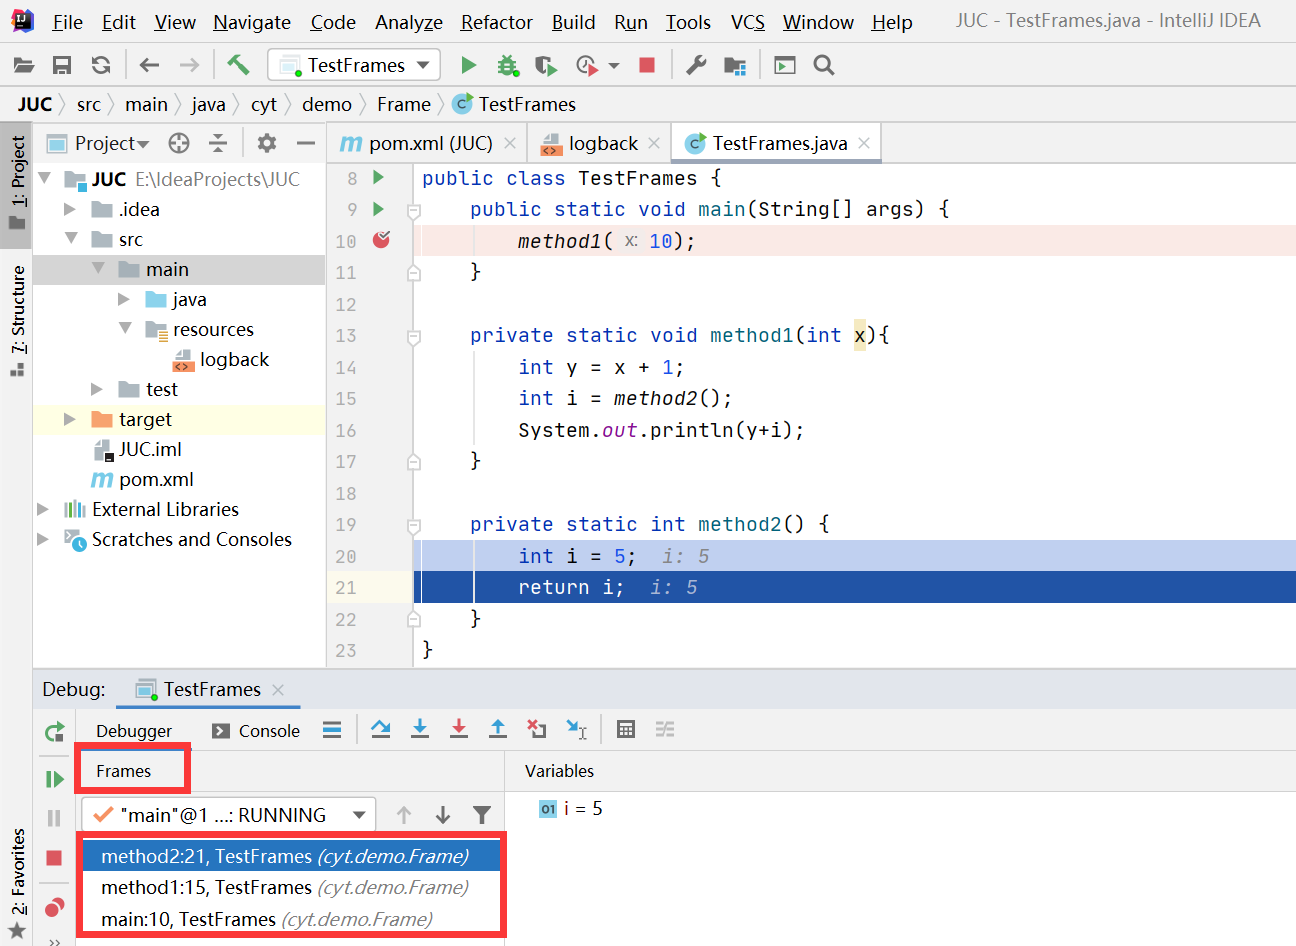 File Edit View Navigate Code Analyze Refactor Build Run Tools VCS Window Help JUC - TestFrames.java - IntelliJ IDEA
TestFrames
JUC src main java cyt demo Frame TestFrames
1: Project
7: Structure
2: Favorites
Project
JUC E:\IdeaProjects\JUC
.idea
src
main
java
resources
logback
test
target
JUC.iml
pom.xml
External Libraries
Scratches and Consoles
pom.xml (JUC) logback TestFrames.java
8 public class TestFrames {
9 public static void main(String[] args) {
10 method1( x: 10);
11 }
12
13 private static void method1(int x){
14 int y = x + 1;
15 int i = method2();
16 System.out.println(y+i);
17 }
18
19 private static int method2() {
20 int i = 5; i: 5
21 return i; i: 5
22 }
23 }
Debug: TestFrames
Debugger Console
Frames
"main"@1 ...: RUNNING
method2:21, TestFrames (cyt.demo.Frame)
method1:15, TestFrames (cyt.demo.Frame)
main:10, TestFrames (cyt.demo.Frame)
Variables
01 i = 5